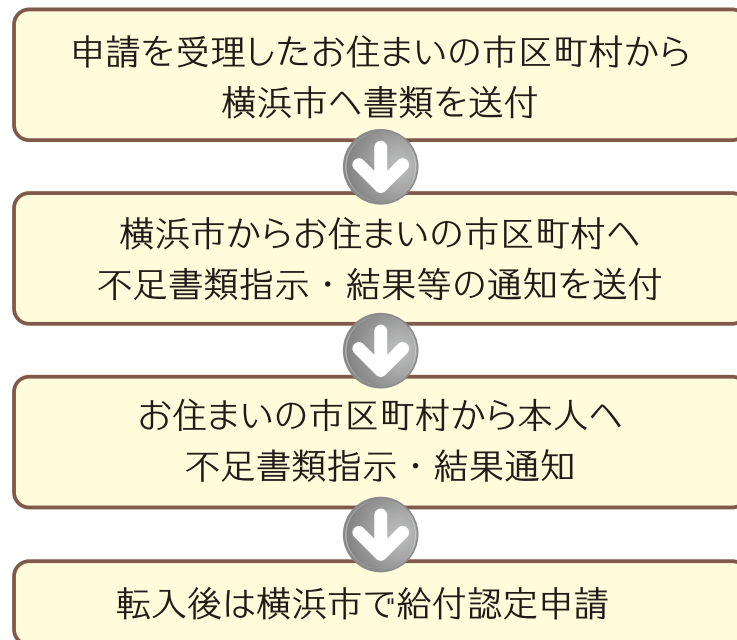 申請を受理したお住まいの市区町村から
横浜市へ書類を送付
横浜市からお住まいの市区町村へ
不足書類指示・結果等の通知を送付
お住まいの市区町村から本人へ
不足書類指示・結果通知
転入後は横浜市で給付認定申請